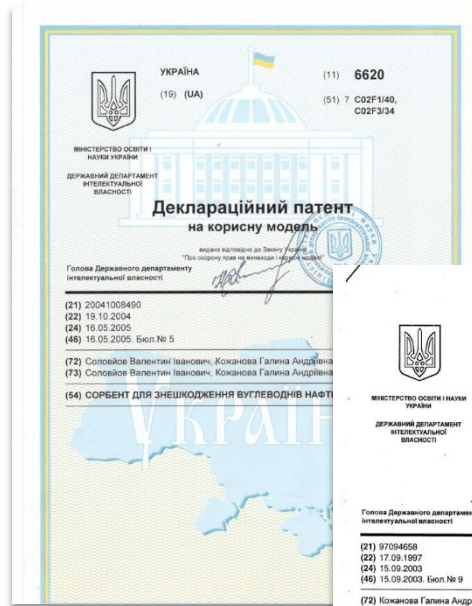 УКРАЇНА
(19) (UA)
(11) 6620
(51) 7 C02F1/40,
C02F3/34
МІНІСТЕРСТВО ОСВІТИ І
НАУКИ УКРАЇНИ
ДЕРЖАВНИЙ ДЕПАРТАМЕНТ
ІНТЕЛЕКТУАЛЬНОЇ
ВЛАСНОСТІ
Деклараційний патент
на корисну модель
видано відповідно до Закону України
"Про охорону прав на винаходи і корисні моделі"
Голова Державного департаменту
інтелектуальної власності
(21) 20041008490
(22) 19.10.2004
(24) 16.05.2005
(46) 16.05.2005. Бюл.№ 5
(72) Соловйов Валентин Іванович, Кожанова Галина Андріївна
(73) Соловйов Валентин Іванович, Кожанова Галина Андріївна
(54) СОРБЕНТ ДЛЯ ЗНЕШКОДЖЕННЯ ВУГЛЕВОДНІВ НАФТИ
УКРАЇН
МІНІСТЕРСТВО ОСВІТИ І НАУКИ
УКРАЇНИ
ДЕРЖАВНИЙ ДЕПАРТАМЕНТ
ІНТЕЛЕКТУАЛЬНОЇ
ВЛАСНОСТІ
Голова Державного департамен
інтелектуальної власності
(21) 97094658
(22) 17.09.1997
(24) 15.09.2003
(46) 15.09.2003. Бюл.№ 9
(72) Кожанова Галина Андр